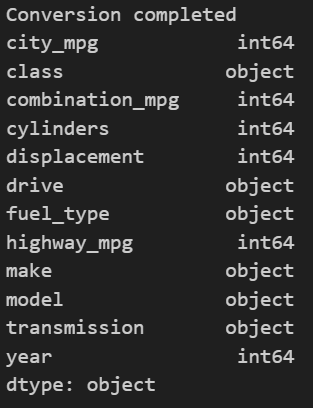 Conversion completed
city_mpg int64
class object
combination_mpg int64
cylinders int64
displacement int64
drive object
fuel_type object
highway_mpg int64
make object
model object
transmission object
year int64
dtype: object